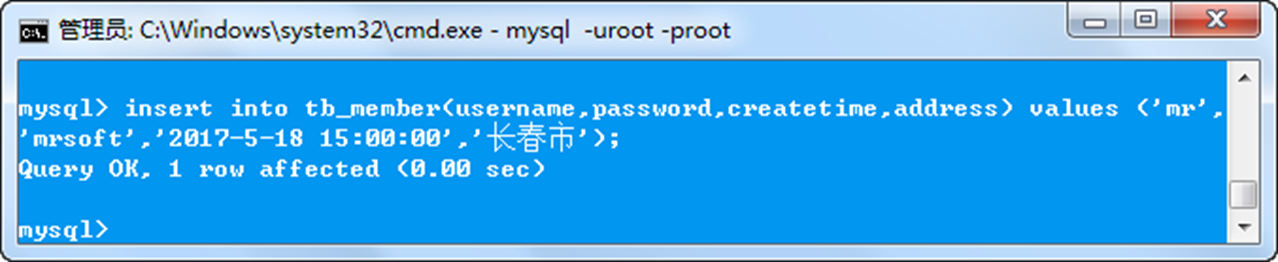 管理员: C:\Windows\system32\cmd.exe - mysql  -uroot -proot
mysql> insert into tb_member(username,password,createtime,address) values ('mr',
'mrsoft','2017-5-18 15:00:00','长春市');
Query OK, 1 row affected (0.00 sec)
mysql>